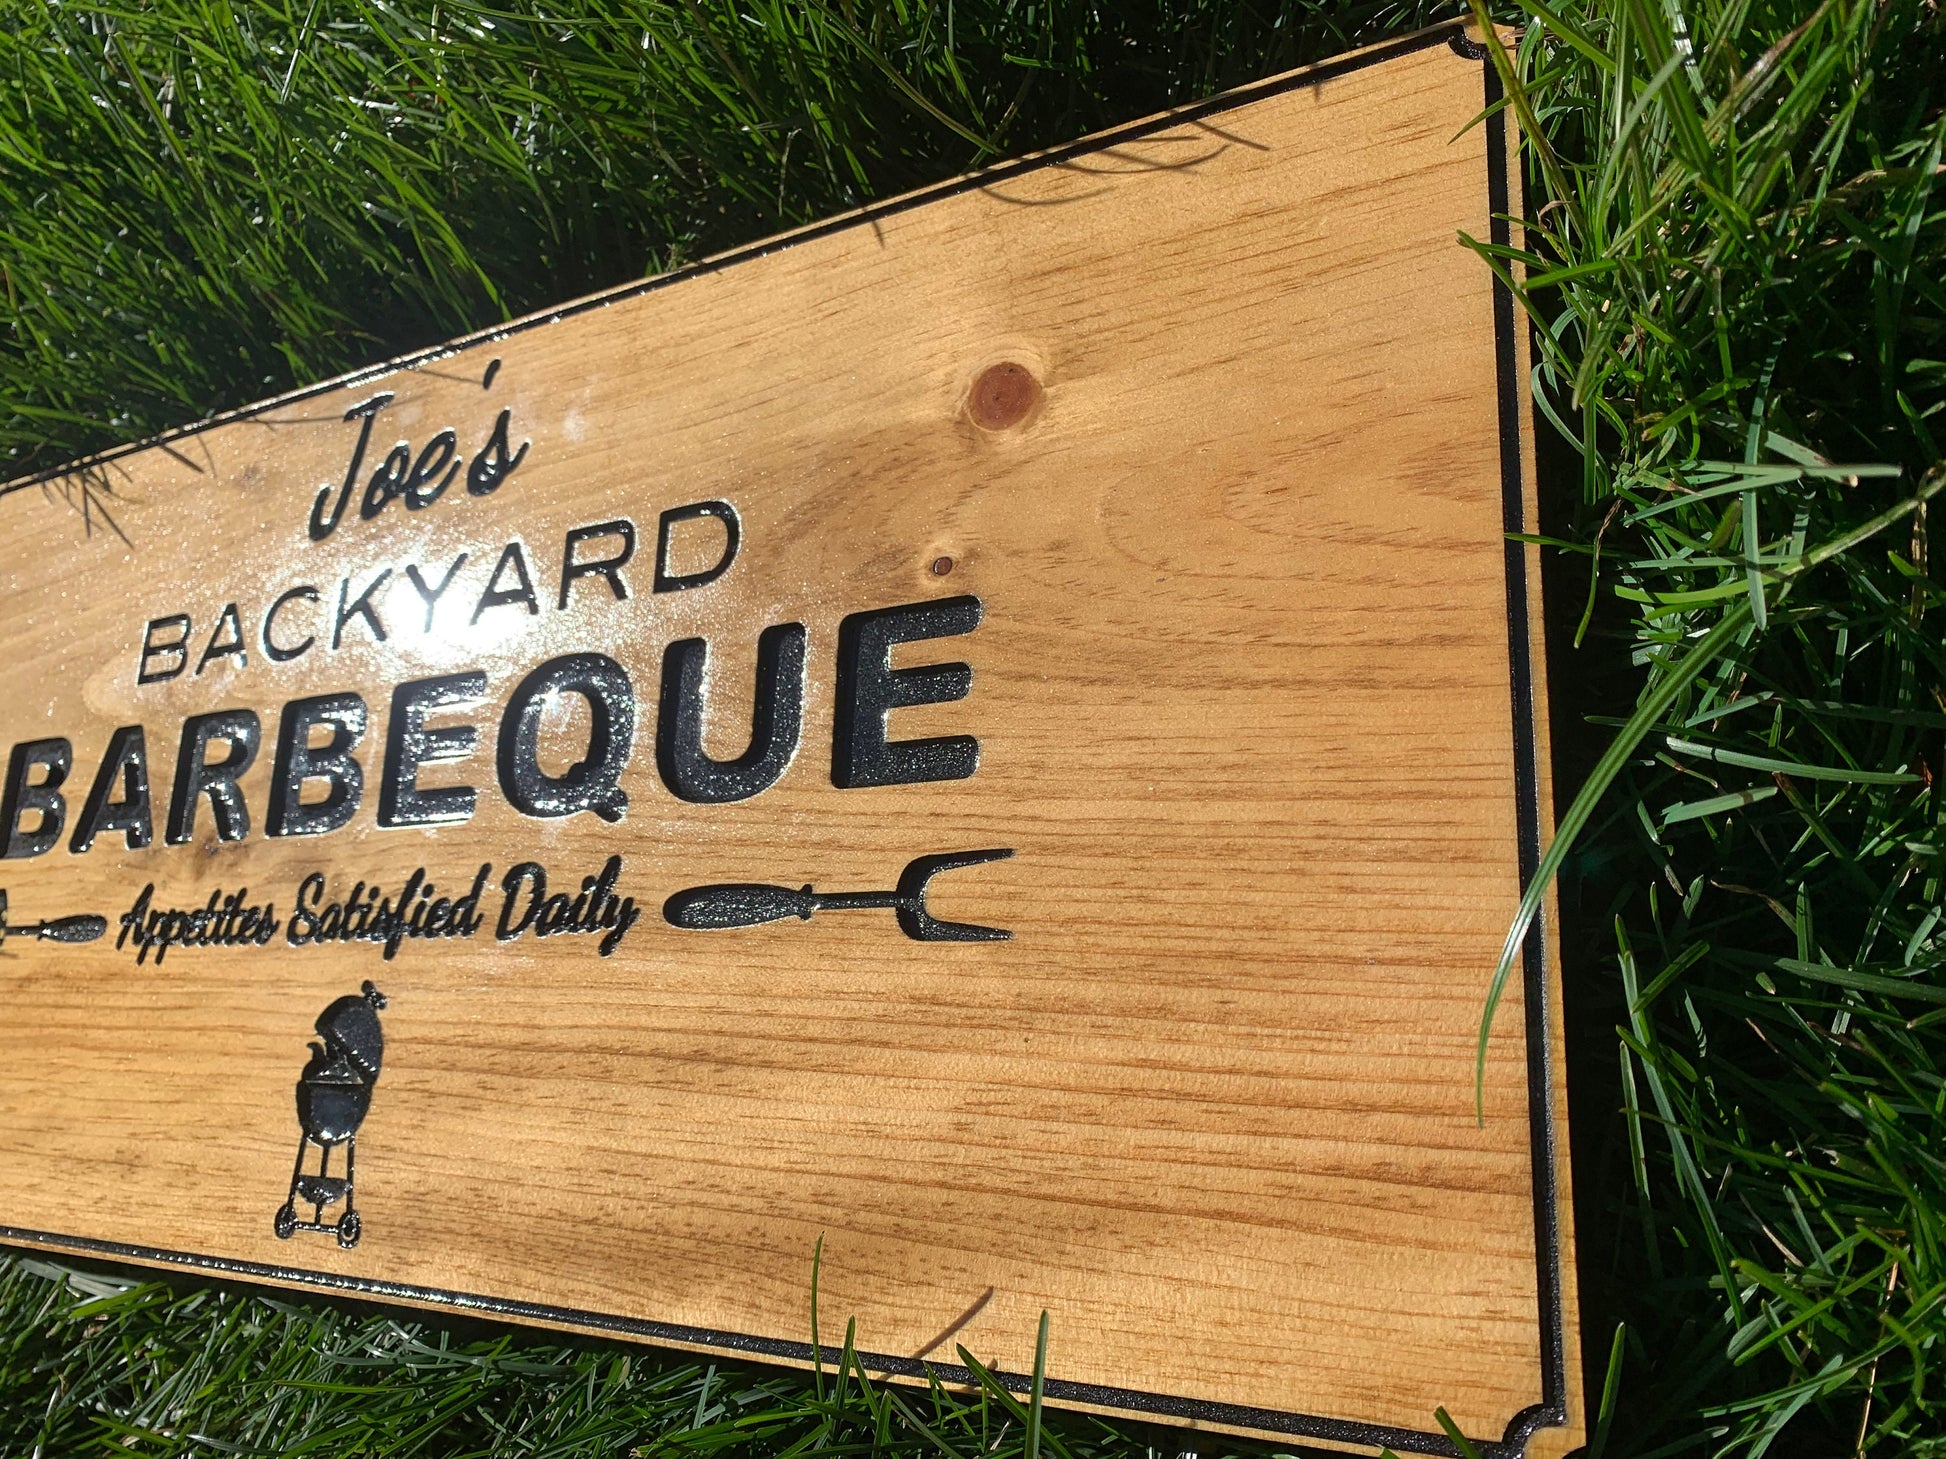 Joe's
BACKYARD
BARBEQUE
Appetites Satisfied Daily